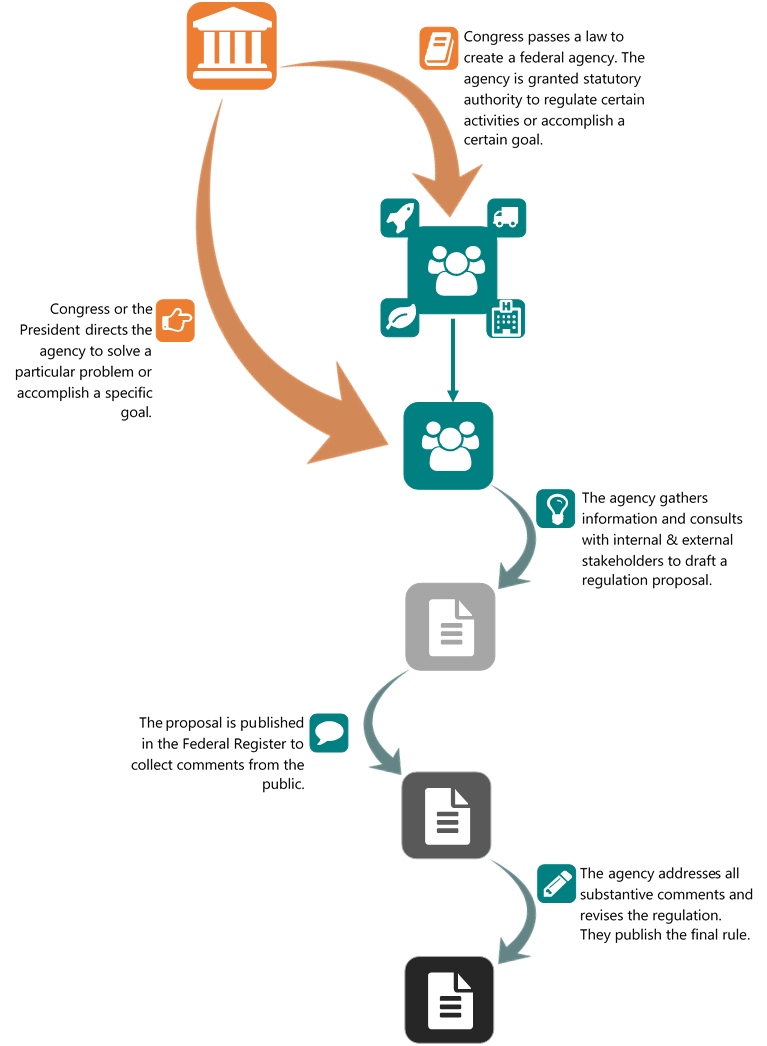 Congress passes a law to
create a federal agency. The
agency is granted statutory
authority to regulate certain
activities or accomplish a
certain goal.
H
Congress or the
President directs the
agency to solve a
particular problem or
accomplish a specific
goal.
The agency gathers
information and consults
with internal & external
stakeholders to draft a
regulation proposal.
The proposal is published
in the Federal Register to
collect comments from the
public.
The agency addresses all
substantive comments and
revises the regulation.
They publish the final rule.